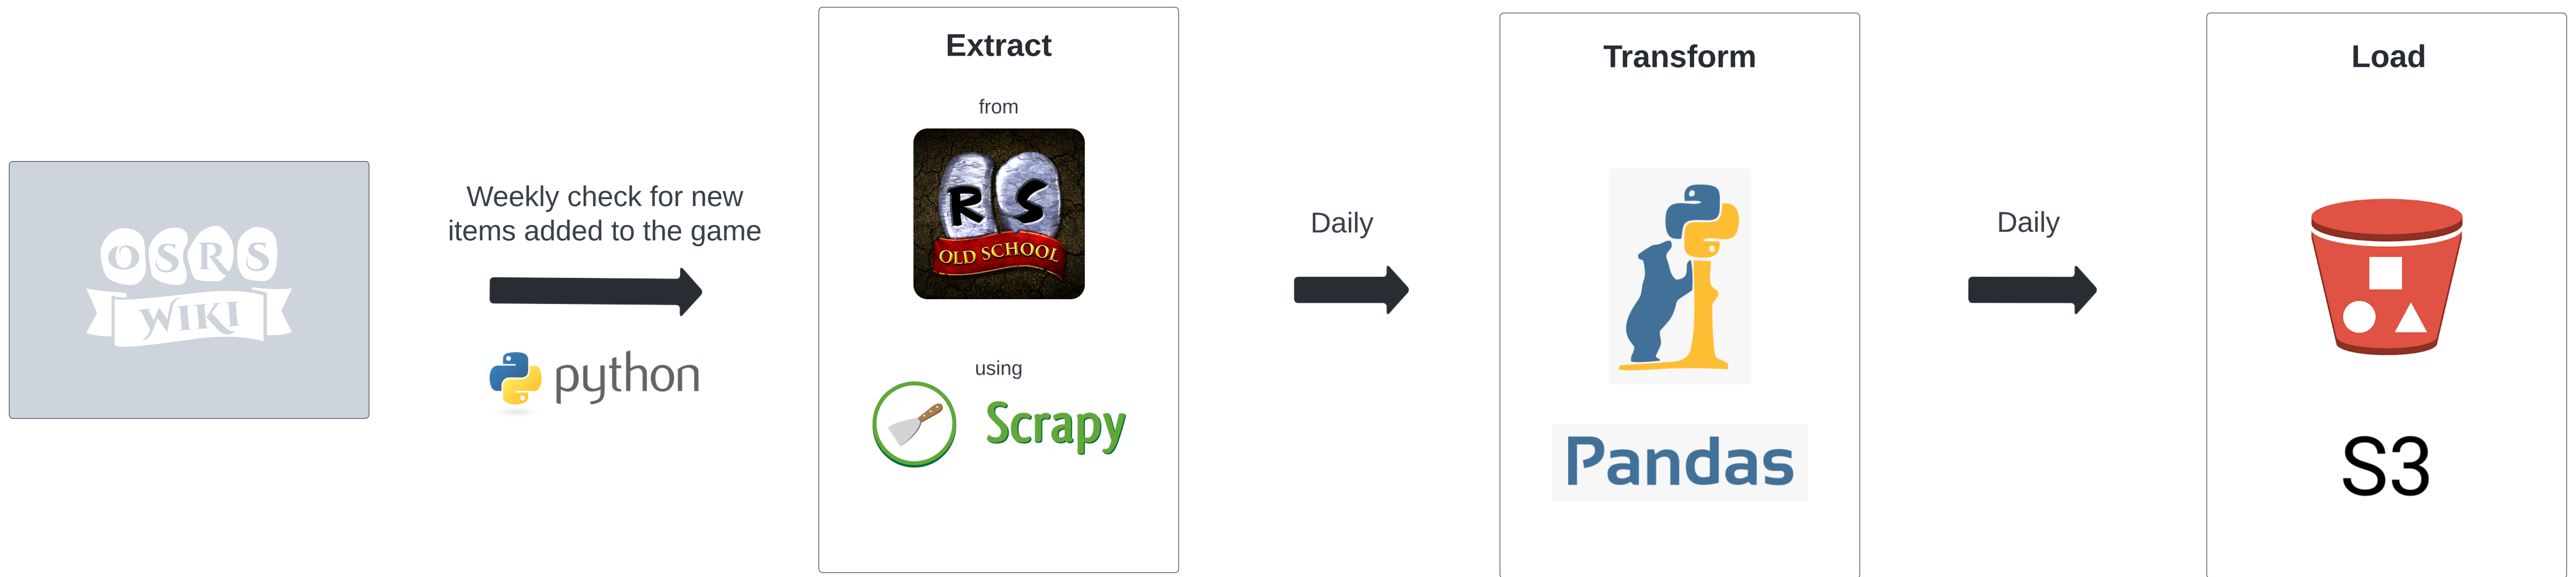 OSRS
WIKI
Weekly check for new
items added to the game
python
Extract
from
RS
OLD SCHOOL
using
Scrapy
Daily
Transform
Pandas
Daily
Load
S3